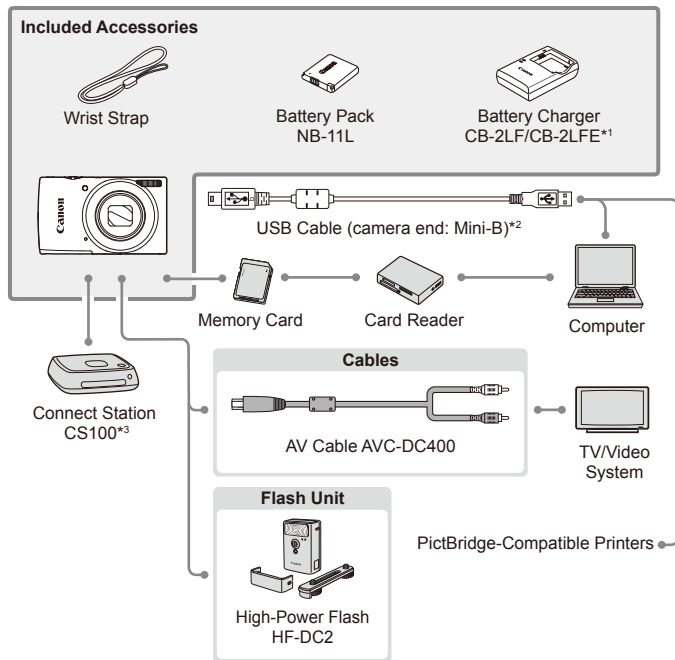 Included Accessories
Wrist Strap
Battery Pack
NB-11L
Battery Charger
CB-2LF/CB-2LFE*1
Canon
USB Cable (camera end: Mini-B)*2
Memory Card
Card Reader
Computer
Connect Station
CS100*3
Cables
AV Cable AVC-DC400
TV/Video
System
Flash Unit
High-Power Flash
HF-DC2
PictBridge-Compatible Printers